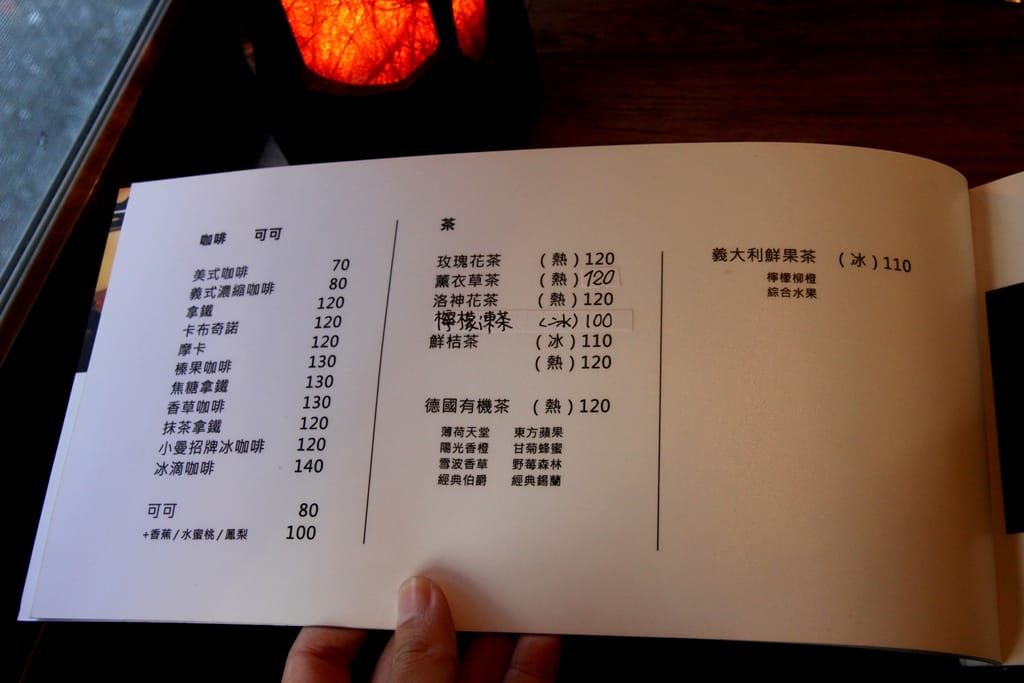 咖啡 可可
美式咖啡 70
義式濃縮咖啡 80
拿鐵 120
卡布奇諾 120
摩卡 120
榛果咖啡 130
焦糖拿鐵 130
香草咖啡 130
抹茶拿鐵 120
小曼招牌冰咖啡 120
冰滴咖啡 140
可可 80
+香蕉/水蜜桃/鳳梨 100
茶
玫瑰花茶 (熱)120
薰衣草茶 (熱)120
洛神花茶 (熱)120
檸檬凍茶 (冰)100
鮮桔茶 (冰)110
(熱)120
德國有機茶 (熱)120
薄荷天堂 東方蘋果
陽光香橙 甘菊蜂蜜
雪波香草 野莓森林
經典伯爵 經典錫蘭
義大利鮮果茶 (冰)110
檸檬柳橙
綜合水果